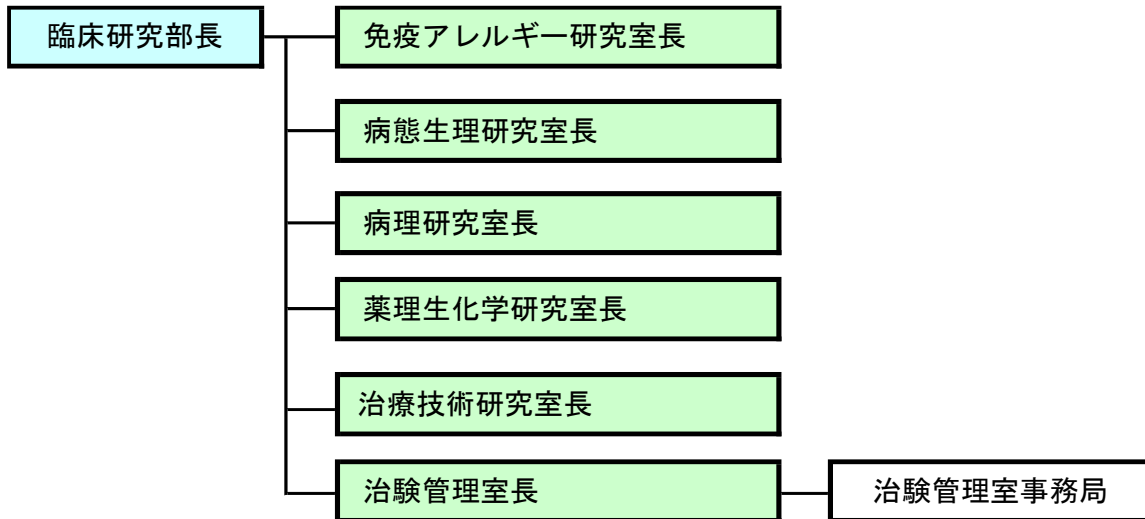 臨床研究部長
免疫アレルギー研究室長
病態生理研究室長
病理研究室長
薬理生化学研究室長
治療技術研究室長
治験管理室長
治験管理室事務局